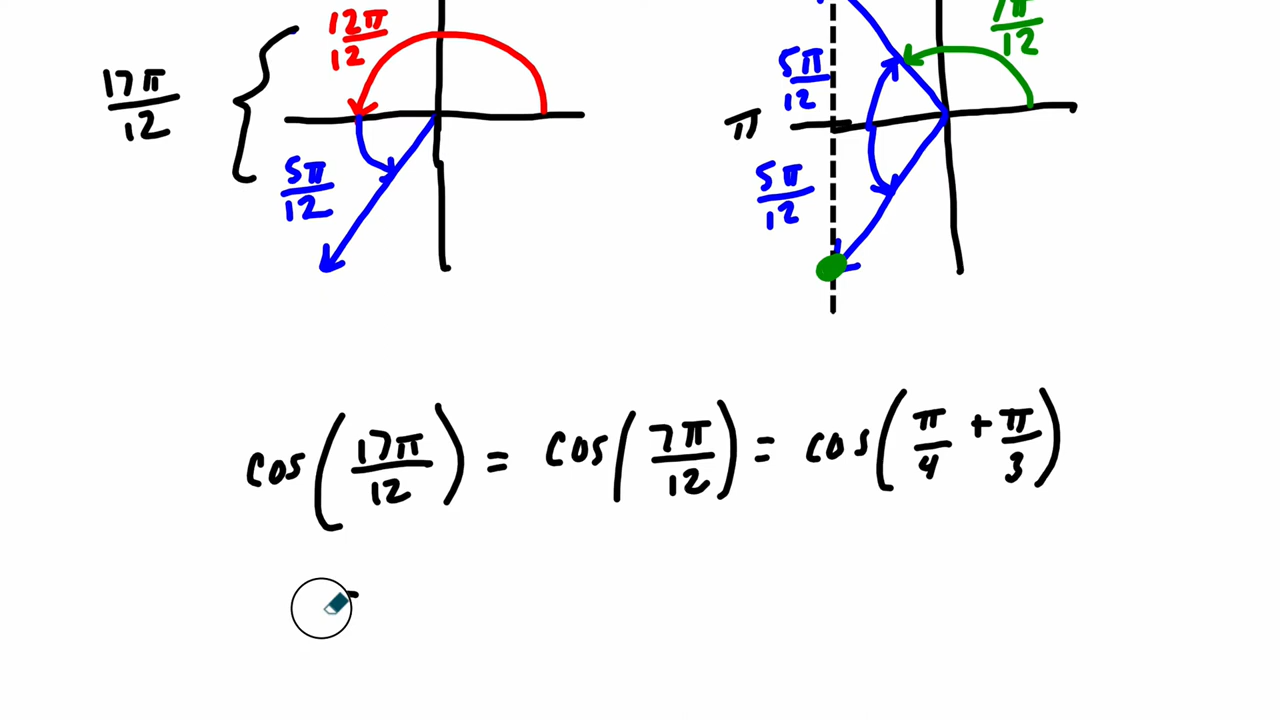 12π/12
7π/12
17π/12
5π/12
π
5π/12
5π/12
cos(17π/12) = cos(7π/12) = cos(π/4 + π/3)